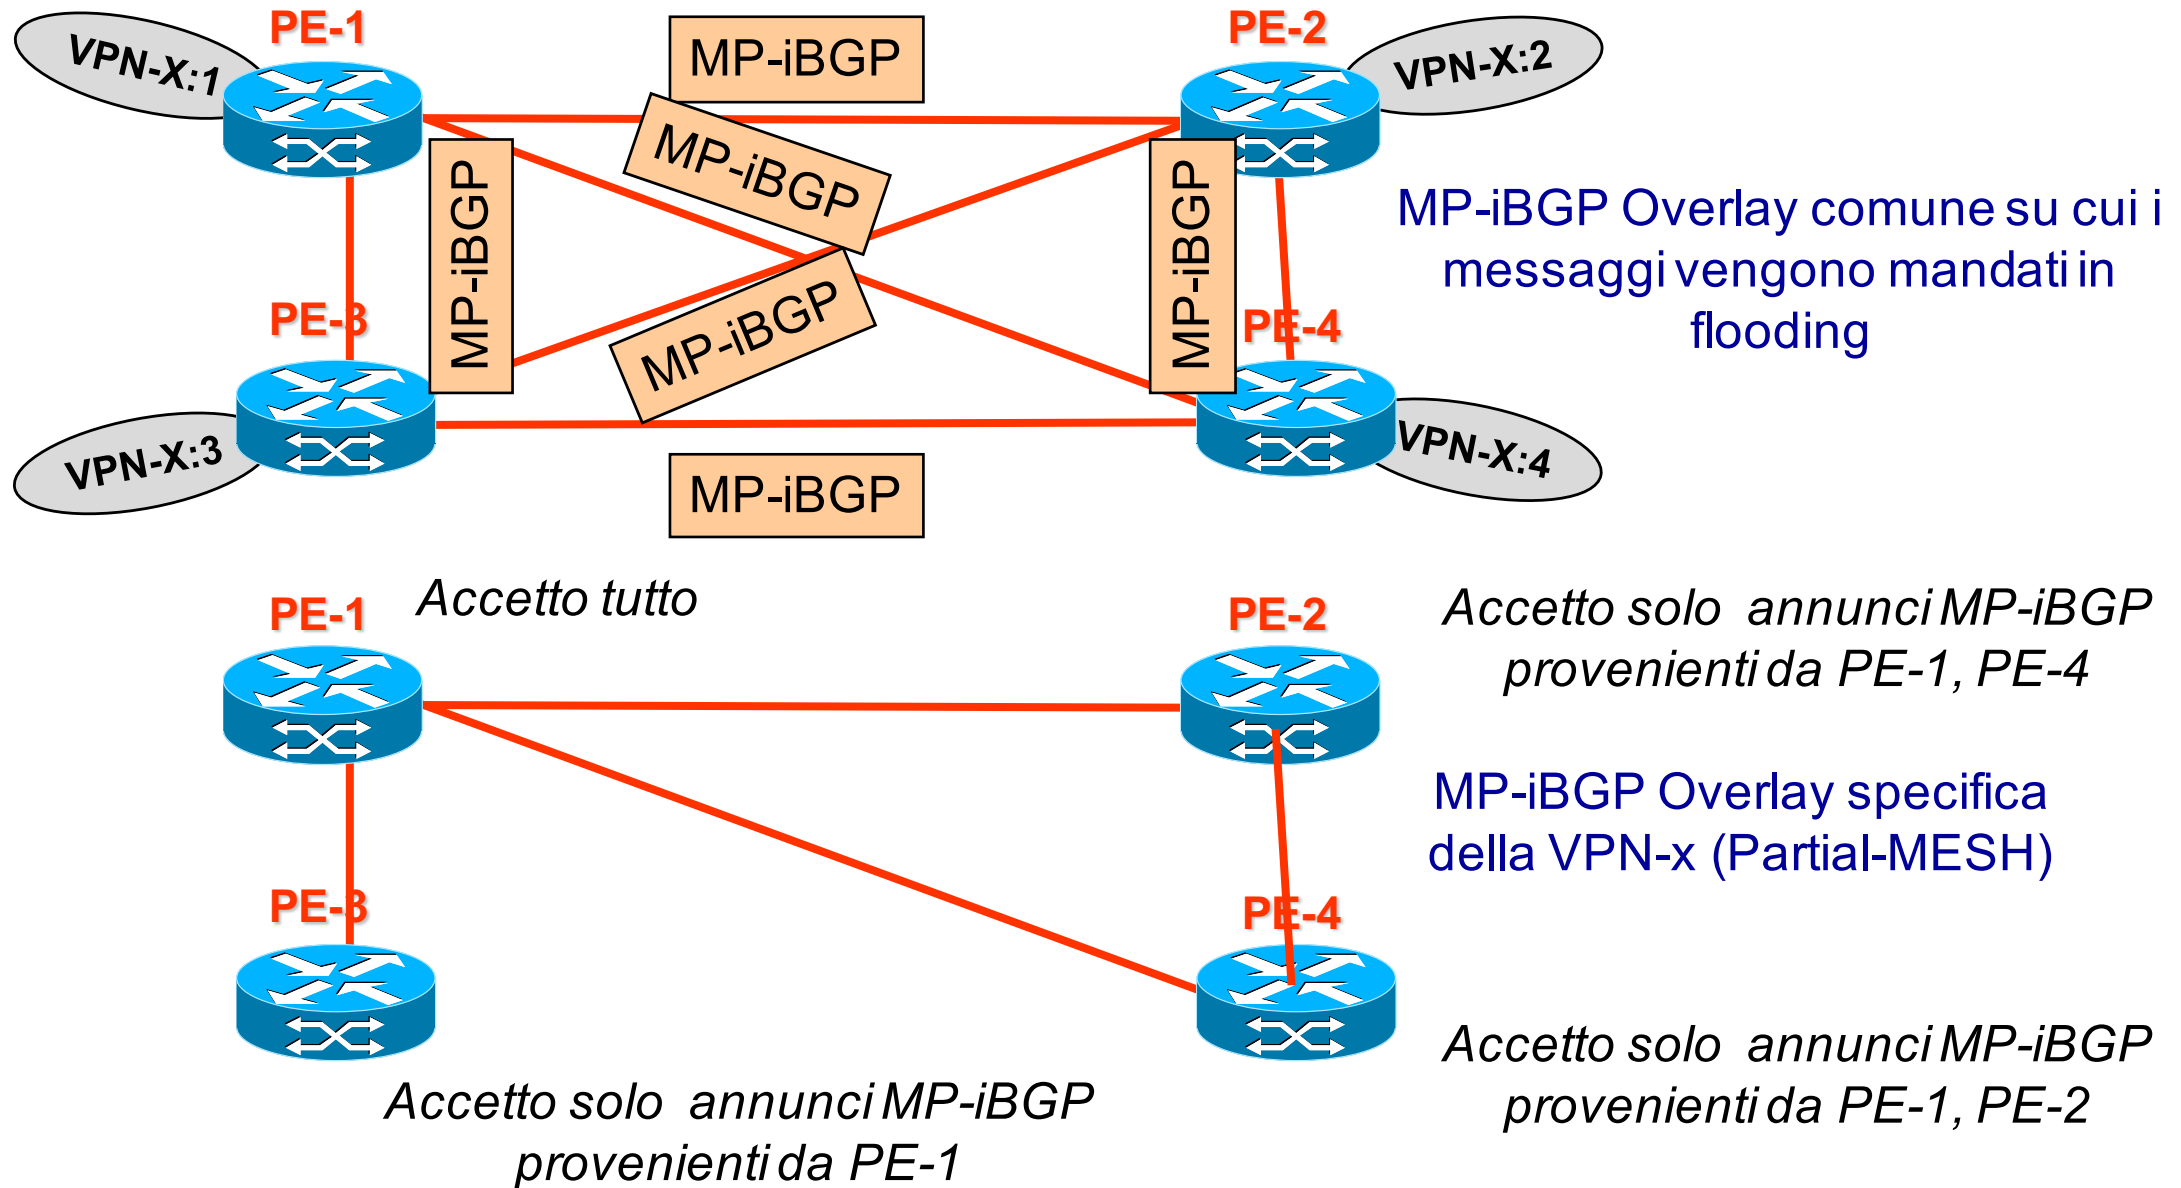 PE-1
MP-iBGP
PE-2
VPN-X:1
VPN-X:2
MP-iBGP
MP-iBGP
MP-iBGP
MP-iBGP Overlay comune su cui i
messaggi vengono mandati in
flooding
PE-3
MP-iBGP
PE-4
VPN-X:3
VPN-X:4
MP-iBGP
PE-1
Accetto tutto
PE-2
Accetto solo annunci MP-iBGP
provenienti da PE-1, PE-4
MP-iBGP Overlay specifica
della VPN-x (Partial-MESH)
PE-3
PE-4
Accetto solo annunci MP-iBGP
provenienti da PE-1, PE-2
Accetto solo annunci MP-iBGP
provenienti da PE-1